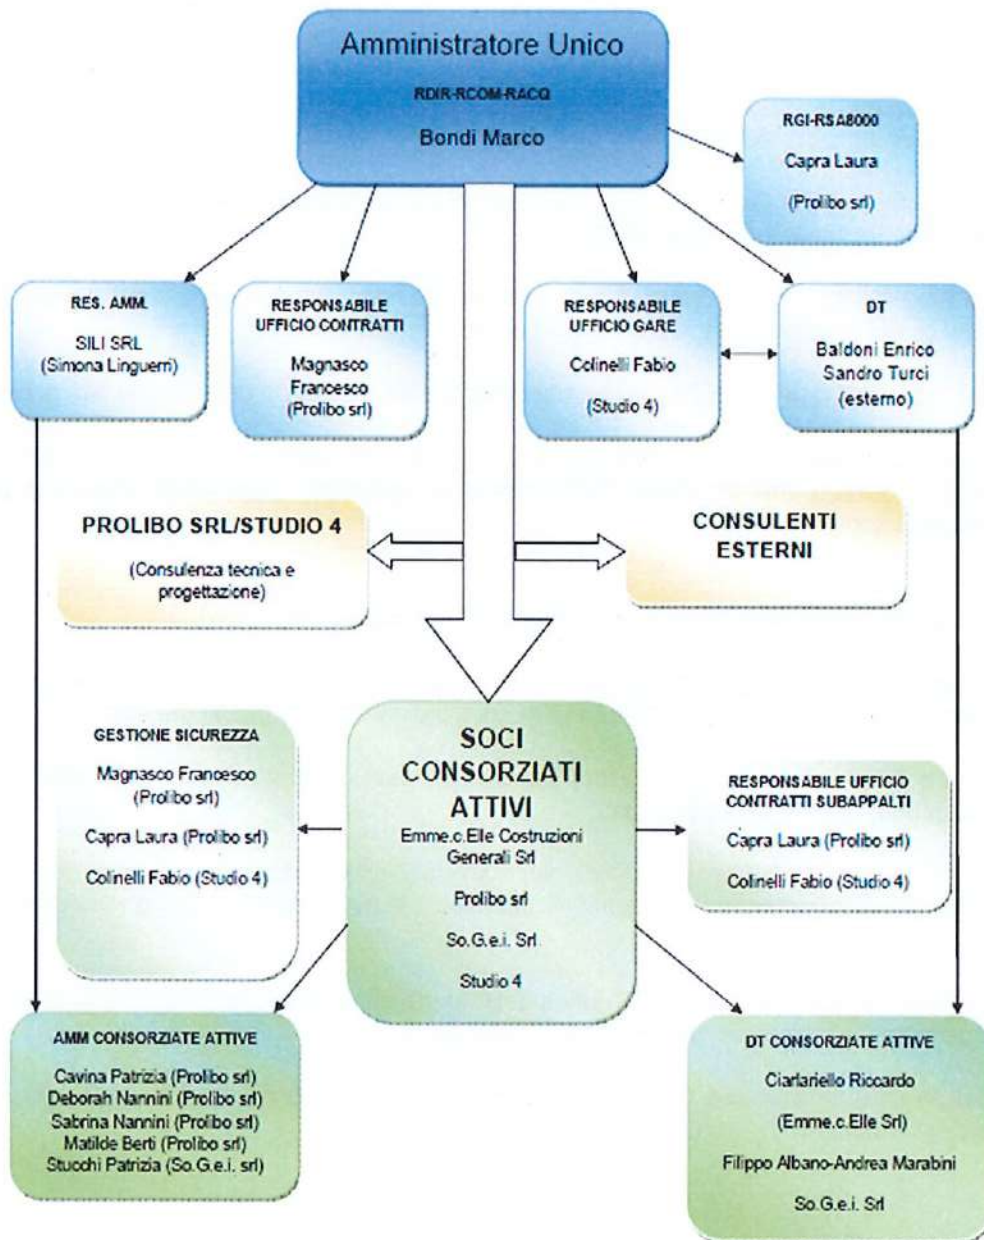 Amministratore Unico
RDIR-RCOM-RACQ
Bondi Marco
RGI-RSA8000
Capra Laura
(Prolibo srl)
RES. AMM.
SILI SRL
(Simona Linguerri)
RESPONSABILE
UFFICIO CONTRATTI
Magnasco
Francesco
(Prolibo srl)
RESPONSABILE
UFFICIO GARE
Colinelli Fabio
(Studio 4)
DT
Baldoni Enrico
Sandro Turci
(esterno)
PROLIBO SRL/STUDIO 4
(Consulenza tecnica e
progettazione)
CONSULENTI
ESTERNI
GESTIONE SICUREZZA
Magnasco Francesco
(Prolibo srl)
Capra Laura (Prolibo srl)
Colinelli Fabio (Studio 4)
SOCI
CONSORZIATI
ATTIVI
Emme.c.Elle Costruzioni
Generali Srl
Prolibo srl
So.G.e.i. Srl
Studio 4
RESPONSABILE UFFICIO
CONTRATTI SUBAPPALTI
Capra Laura (Prolibo srl)
Colinelli Fabio (Studio 4)
AMM CONSORZIATE ATTIVE
Cavina Patrizia (Prolibo srl)
Deborah Nannini (Prolibo srl)
Sabrina Nannini (Prolibo srl)
Matilde Berti (Prolibo srl)
Stucchi Patrizia (So.G.e.i. srl)
DT CONSORZIATE ATTIVE
Ciarlariello Riccardo
(Emme.c.Elle Srl)
Filippo Albano-Andrea Marabini
So.G.e.i. Srl